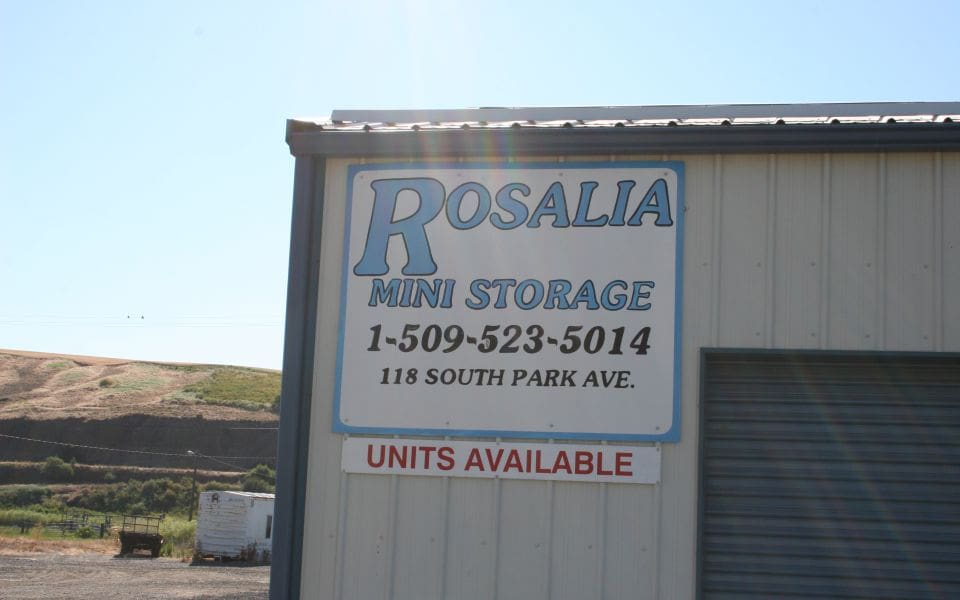 ROSALIA
MINI STORAGE
1-509-523-5014
118 SOUTH PARK AVE.
UNITS AVAILABLE